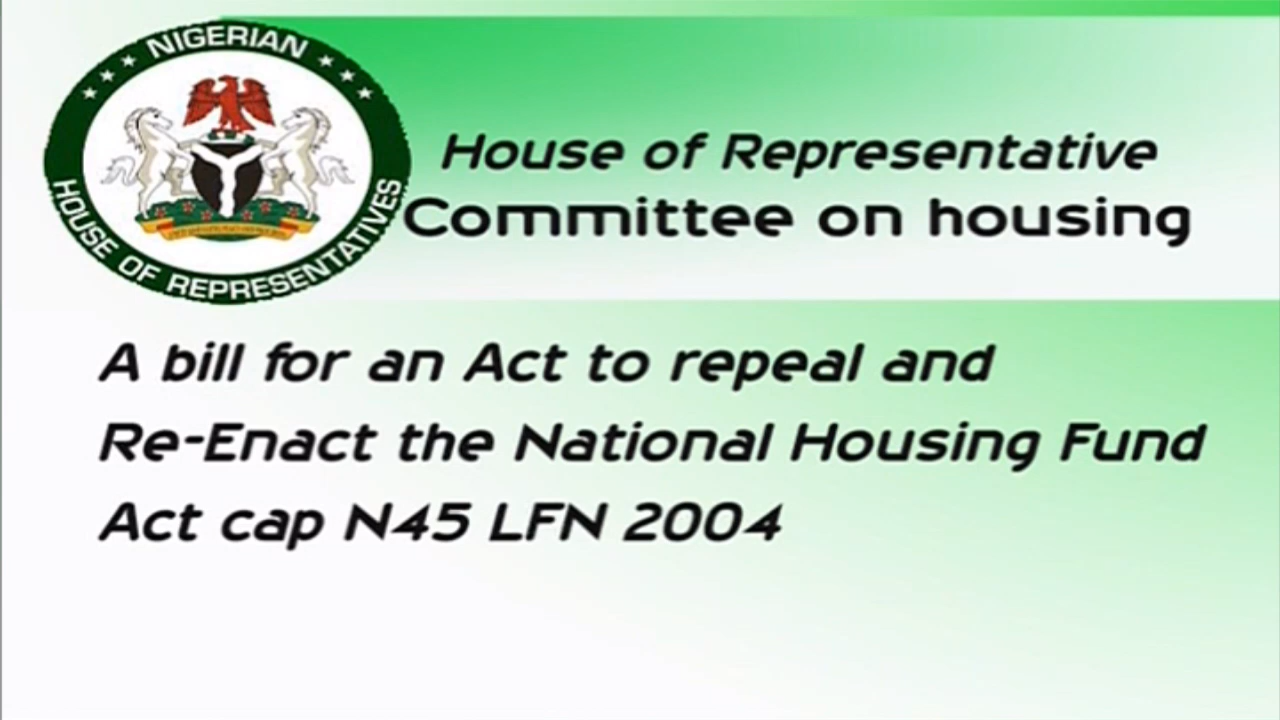 NIGERIAN
HOUSE OF REPRESENTATIVES
House of Representative
Committee on housing
A bill for an Act to repeal and
Re-Enact the National Housing Fund
Act cap N45 LFN 2004